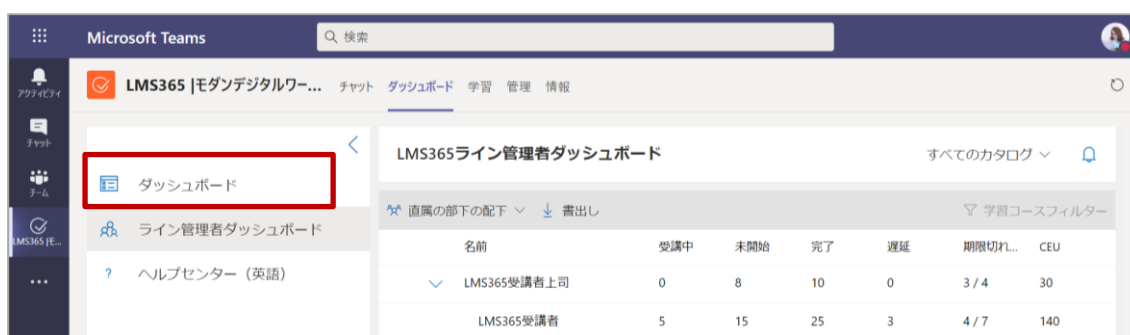 Microsoft Teams
検索
アクティビティ
LMS365 |モダンデジタルワー... チャット ダッシュボード 学習 管理 情報
チャット
チーム
LMS365 |モ...
ダッシュボード
ライン管理者ダッシュボード
? ヘルプセンター（英語）
LMS365ライン管理者ダッシュボード すべてのカタログ
直属の部下の配下 書出し 学習コースフィルター
名前 受講中 未開始 完了 遅延 期限切れ... CEU
LMS365受講者上司 0 8 10 0 3 / 4 30
LMS365受講者 5 15 25 3 4 / 7 140